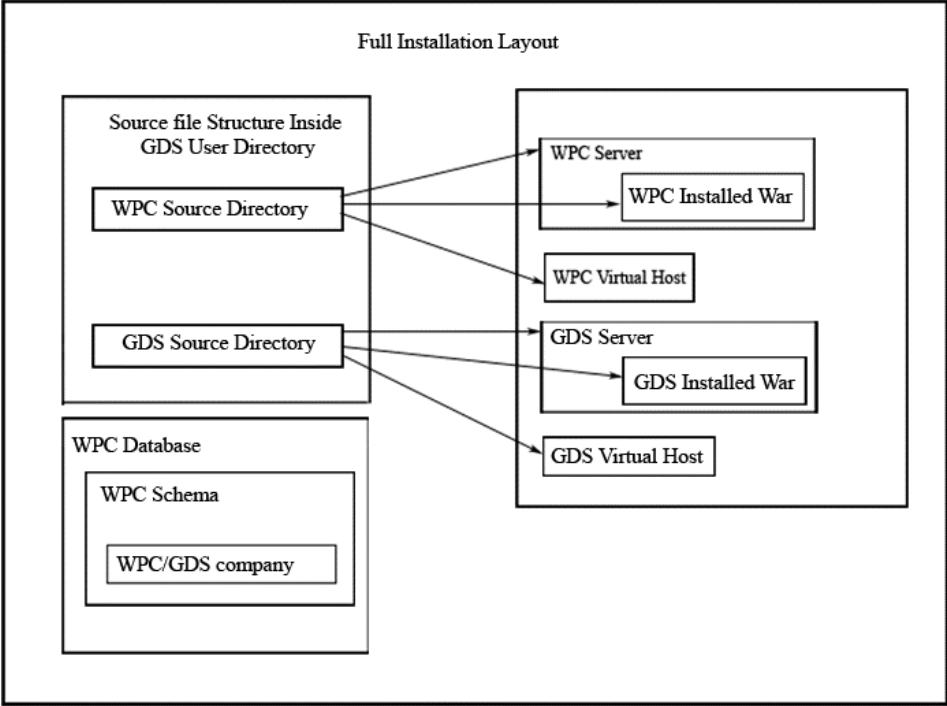 Full Installation Layout
Source file Structure Inside
GDS User Directory
WPC Source Directory
GDS Source Directory
WPC Database
WPC Schema
WPC/GDS company
WPC Server
WPC Installed War
WPC Virtual Host
GDS Server
GDS Installed War
GDS Virtual Host